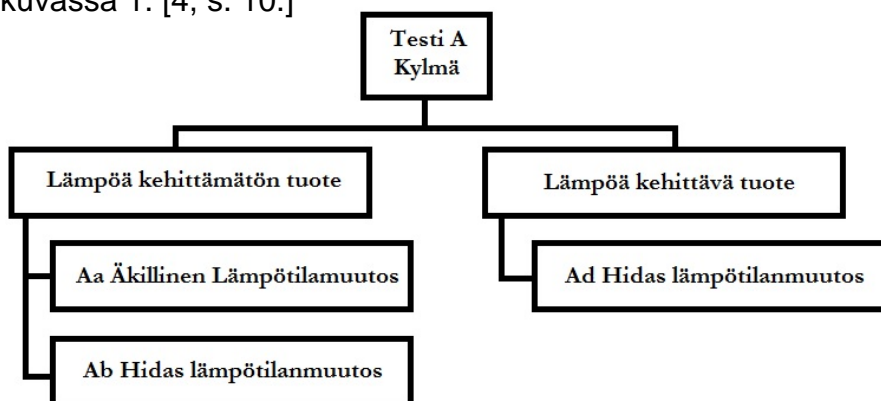 kuvassa 1. [4, s. 10.]
Testi A
Kylmä
Lämpöä kehittämätön tuote
Lämpöä kehittävä tuote
Aa Äkillinen Lämpötilamuutos
Ad Hidas lämpötilanmuutos
Ab Hidas lämpötilanmuutos